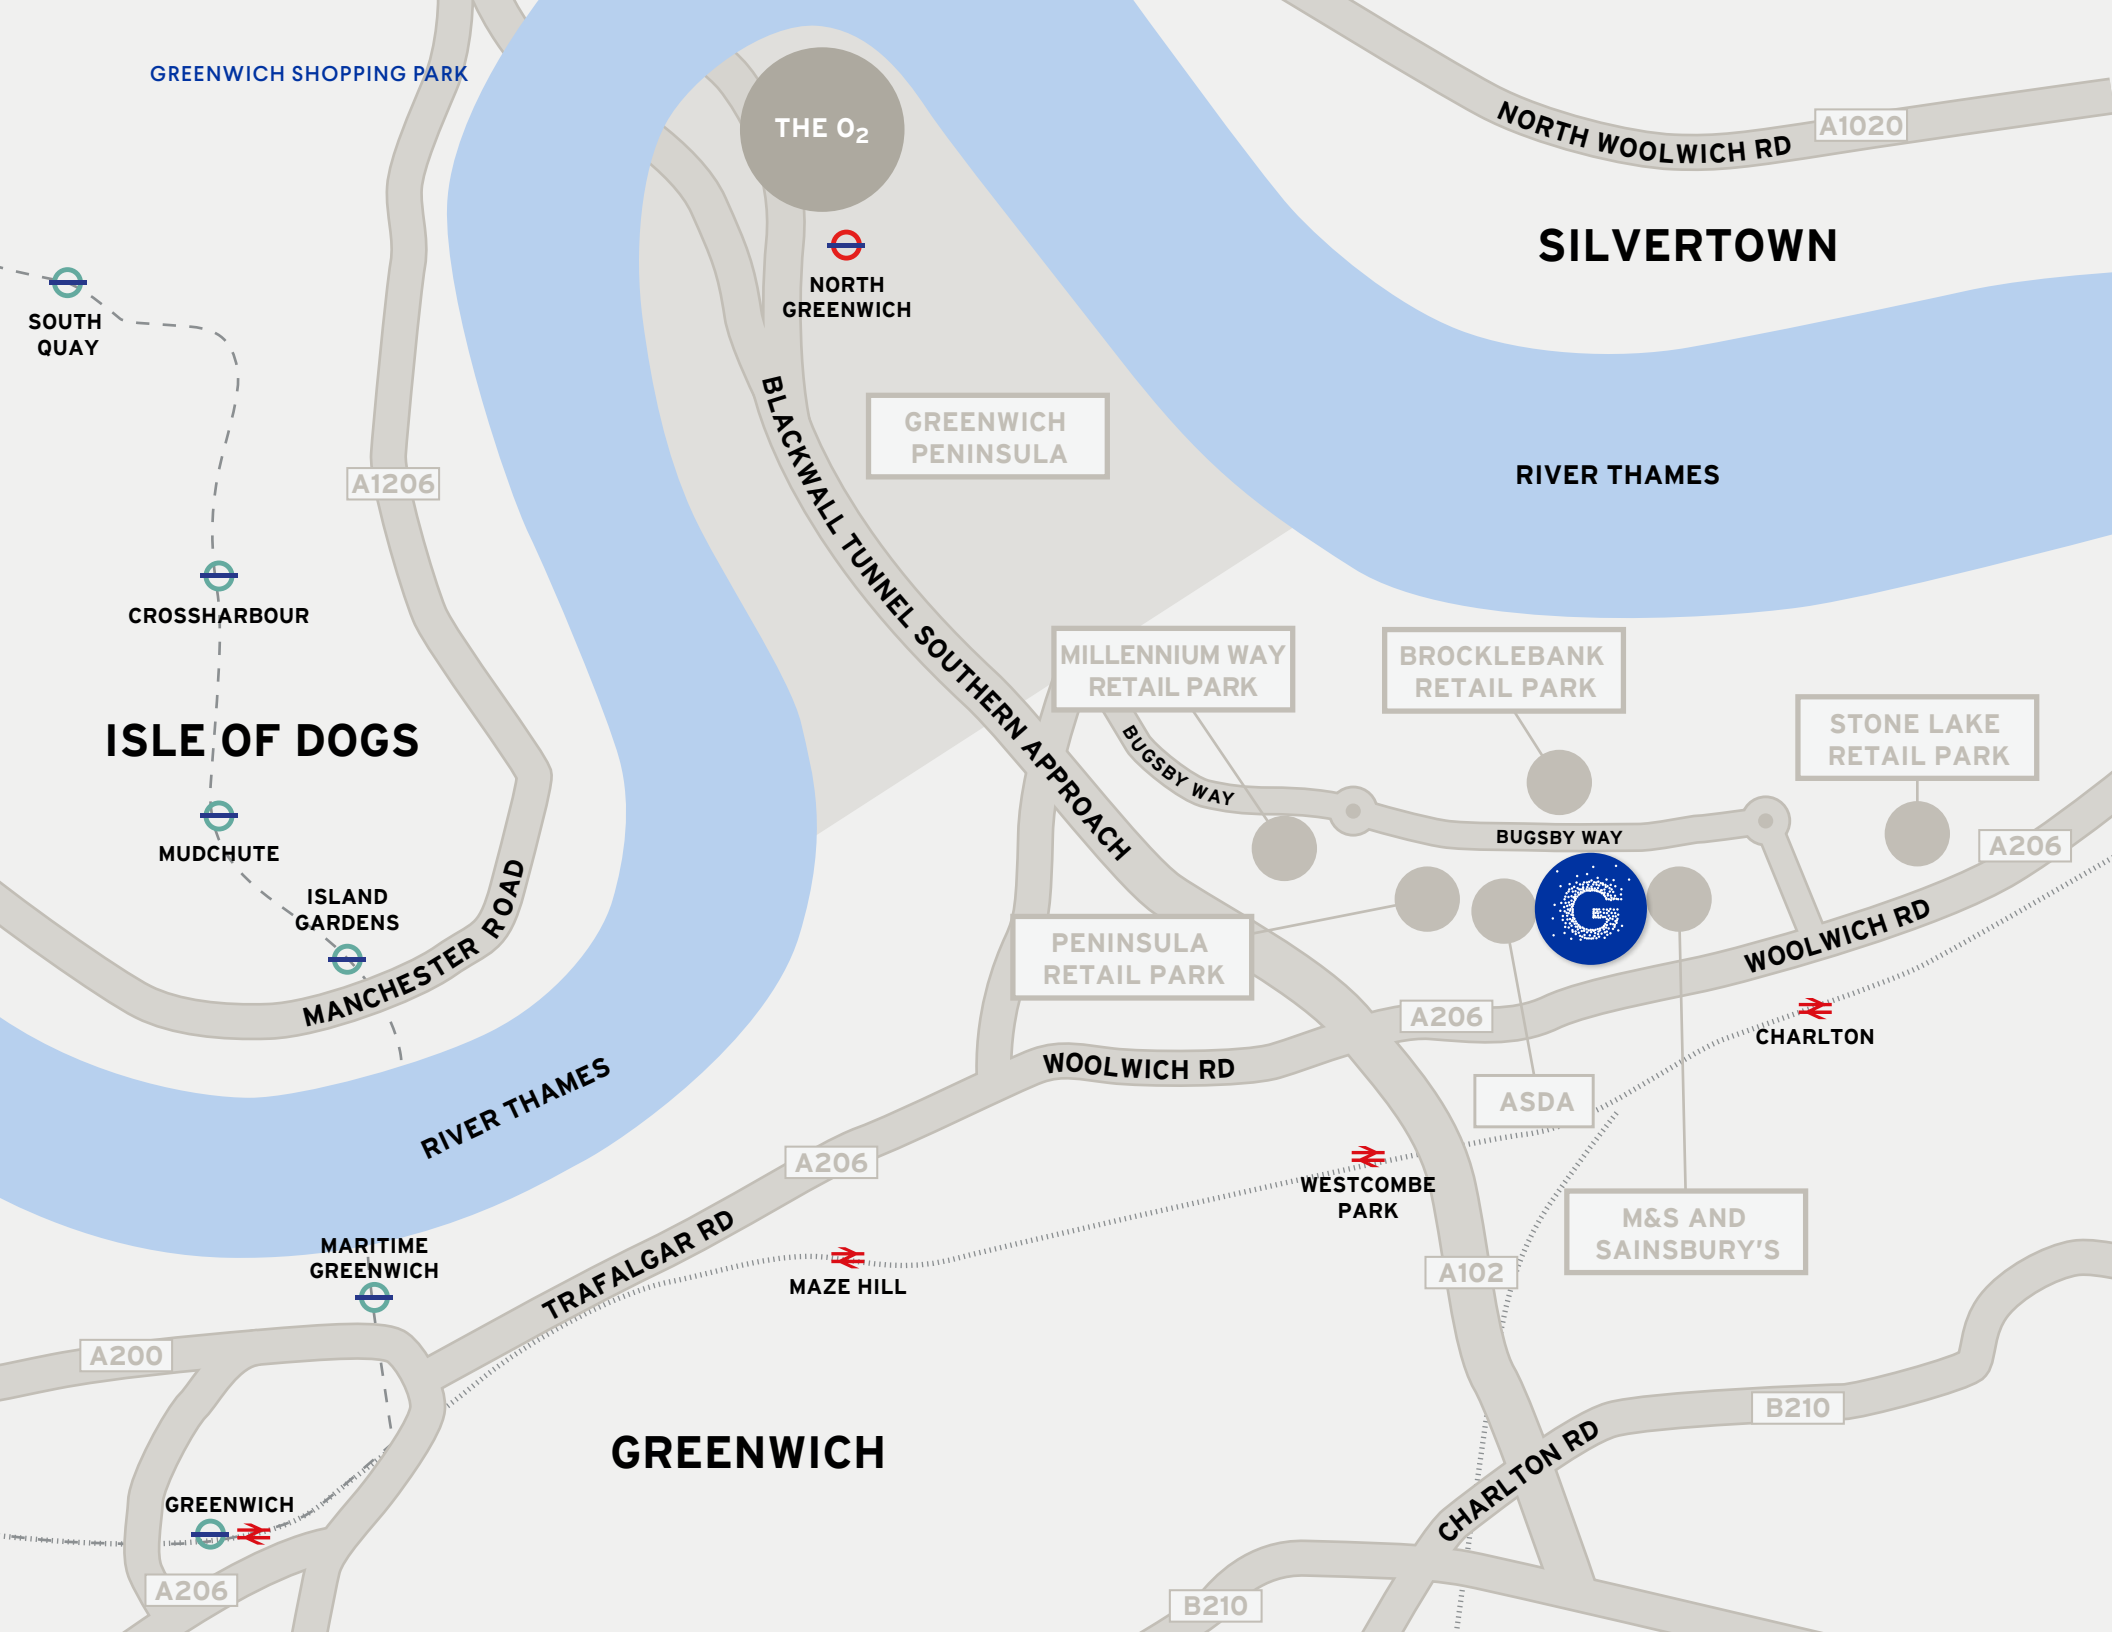 GREENWICH SHOPPING PARK
THE O2
NORTH WOOLWICH RD
A1020
SILVERTOWN
NORTH
GREENWICH
SOUTH
QUAY
GREENWICH
PENINSULA
A1206
RIVER THAMES
BLACKWALL TUNNEL SOUTHERN APPROACH
CROSSHARBOUR
MILLENNIUM WAY
RETAIL PARK
BROCKLEBANK
RETAIL PARK
STONE LAKE
RETAIL PARK
ISLE OF DOGS
BUGSBY WAY
BUGSBY WAY
A206
MUDCHUTE
ISLAND
GARDENS
MANCHESTER ROAD
G
WOOLWICH RD
PENINSULA
RETAIL PARK
A206
CHARLTON
WOOLWICH RD
RIVER THAMES
ASDA
A206
WESTCOMBE
PARK
M&S AND
SAINSBURY'S
TRAFALGAR RD
MARITIME
GREENWICH
MAZE HILL
A102
A200
B210
GREENWICH
CHARLTON RD
GREENWICH
A206
B210